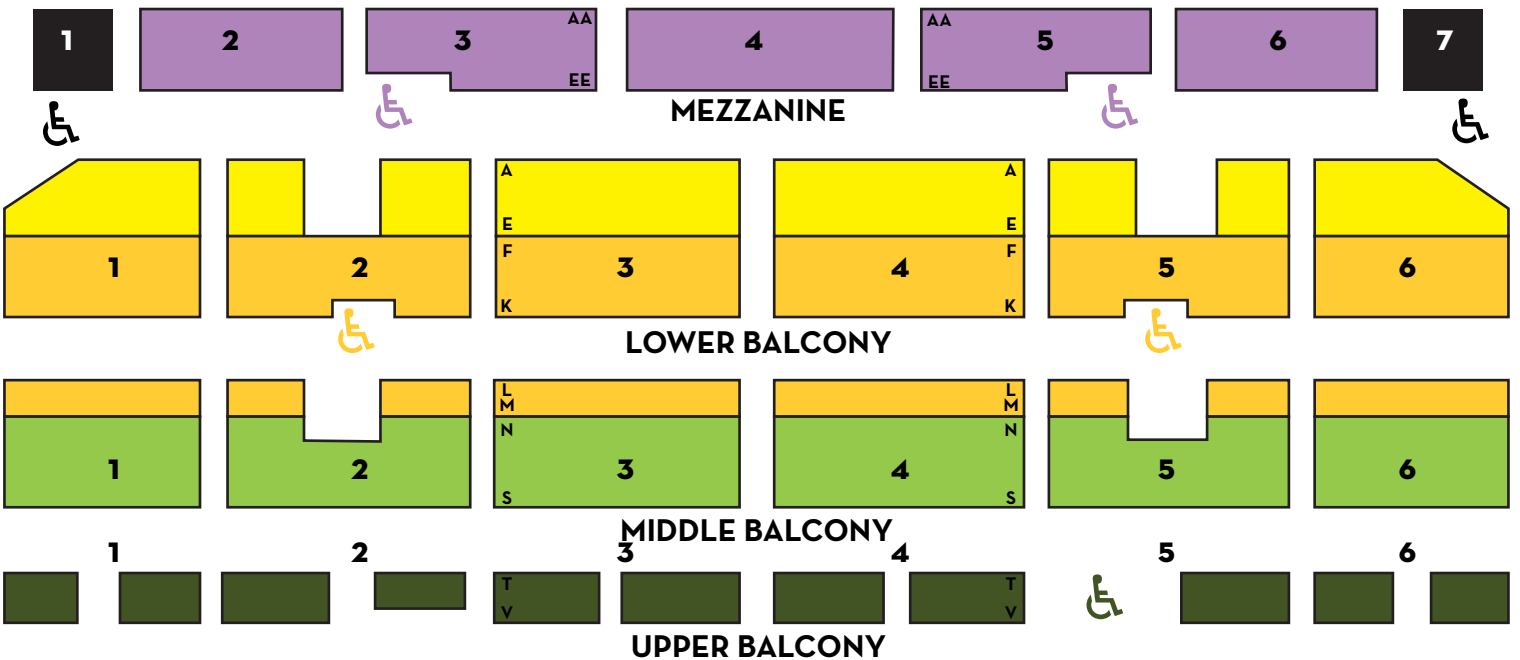 1 2 3 AA 4 AA 5 6 7
EE EE
MEZZANINE
A A
E E
F F
1 2 3 4 5 6
K K
LOWER BALCONY
L L
M M
N N
1 2 3 4 5 6
S S
MIDDLE BALCONY
1 2 3 4 5 6
T T
V V
UPPER BALCONY